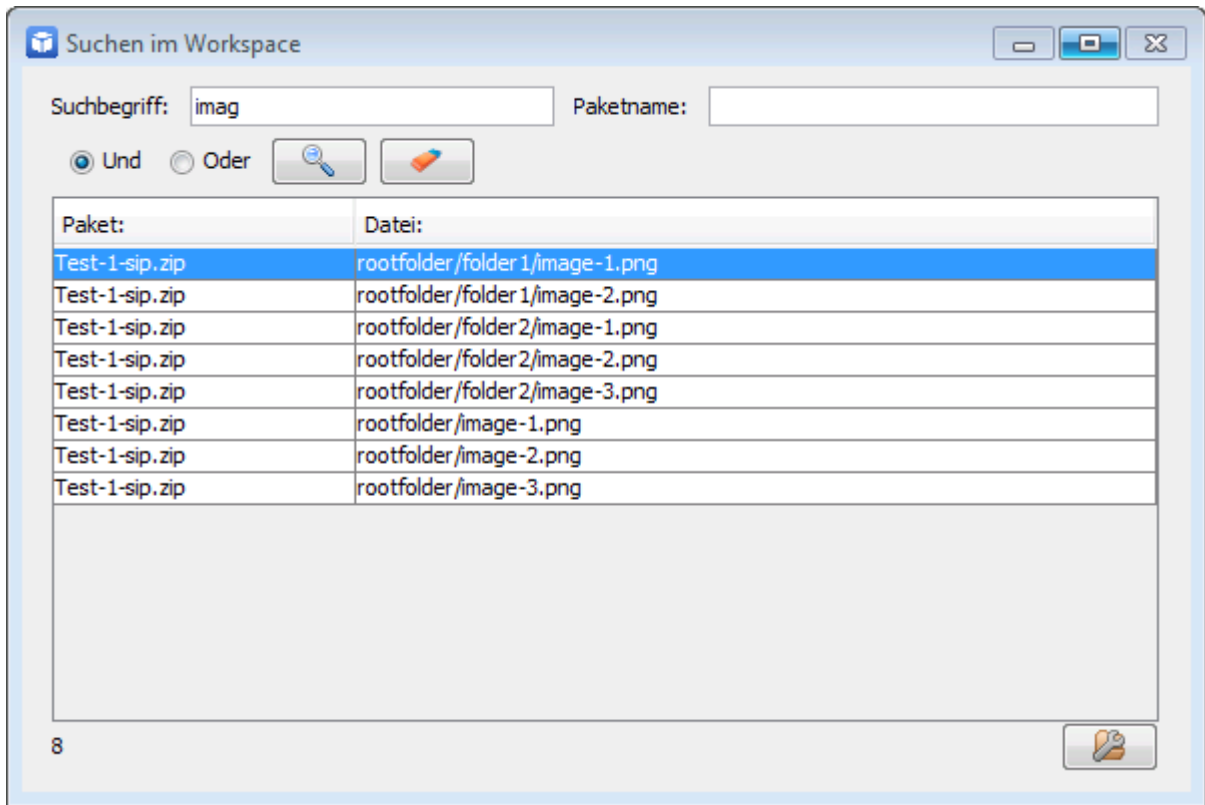 Suchen im Workspace
Suchbegriff: imag Paketname:
Und Oder
Paket: Datei:
Test-1-sip.zip rootfolder/folder1/image-1.png
Test-1-sip.zip rootfolder/folder1/image-2.png
Test-1-sip.zip rootfolder/folder2/image-1.png
Test-1-sip.zip rootfolder/folder2/image-2.png
Test-1-sip.zip rootfolder/folder2/image-3.png
Test-1-sip.zip rootfolder/image-1.png
Test-1-sip.zip rootfolder/image-2.png
Test-1-sip.zip rootfolder/image-3.png
8